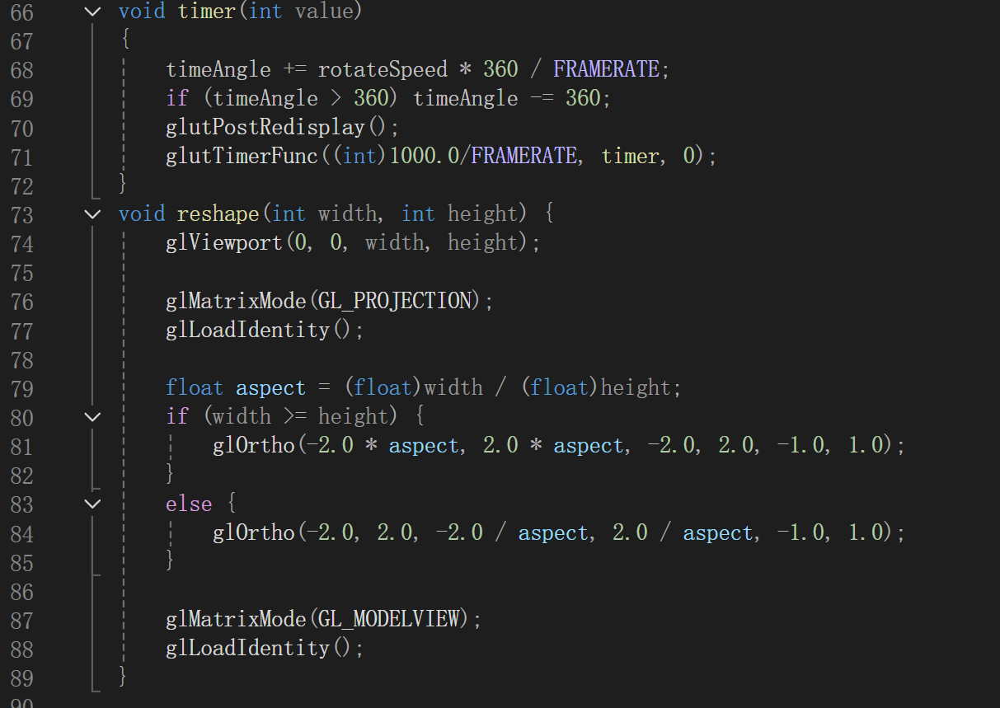 66 void timer(int value)
67 {
68 timeAngle += rotateSpeed * 360 / FRAMERATE;
69 if (timeAngle > 360) timeAngle -= 360;
70 glutPostRedisplay();
71 glutTimerFunc((int)1000.0/FRAMERATE, timer, 0);
72 }
73 void reshape(int width, int height) {
74 glViewport(0, 0, width, height);
75
76 glMatrixMode(GL_PROJECTION);
77 glLoadIdentity();
78
79 float aspect = (float)width / (float)height;
80 if (width >= height) {
81 glOrtho(-2.0 * aspect, 2.0 * aspect, -2.0, 2.0, -1.0, 1.0);
82 }
83 else {
84 glOrtho(-2.0, 2.0, -2.0 / aspect, 2.0 / aspect, -1.0, 1.0);
85 }
86
87 glMatrixMode(GL_MODELVIEW);
88 glLoadIdentity();
89 }
90